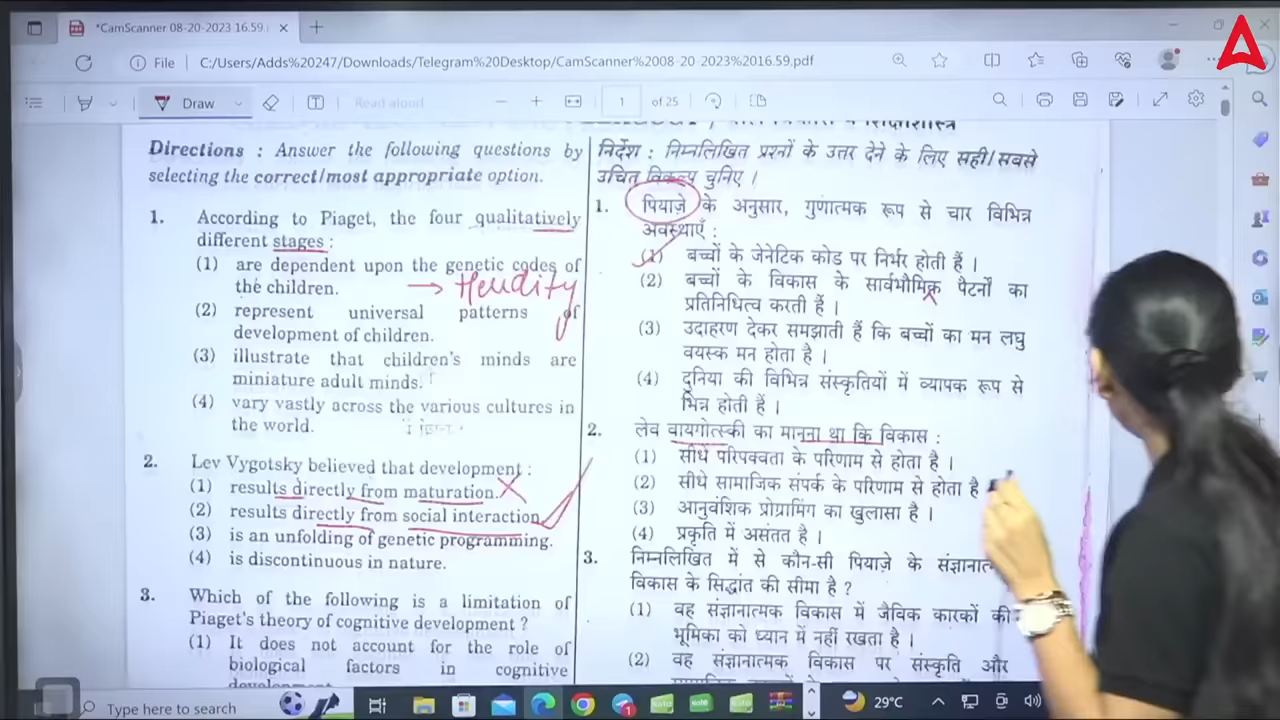 *CamScanner 08-20-2023 16.59
File C:/Users/Adds%20247/Downloads/Telegram%20Desktop/CamScanner%2008-20-2023%2016.59.pdf
Draw Read aloud 1 of 25
Directions : Answer the following questions by
selecting the correct/most appropriate option.
1. According to Piaget, the four qualitatively
different stages :
(1) are dependent upon the genetic codes of
the children. → Heridity
(2) represent universal patterns of
development of children.
(3) illustrate that children's minds are
miniature adult minds.
(4) vary vastly across the various cultures in
the world.
2. Lev Vygotsky believed that development :
(1) results directly from maturation.
(2) results directly from social interaction.
(3) is an unfolding of genetic programming.
(4) is discontinuous in nature.
3. Which of the following is a limitation of
Piaget's theory of cognitive development ?
(1) It does not account for the role of
biological factors in cognitive
निर्देश : निम्नलिखित प्रश्नों के उत्तर देने के लिए सही/सबसे
उचित विकल्प चुनिए ।
1. पियाज़े के अनुसार, गुणात्मक रूप से चार विभिन्न
अवस्थाएँ :
(1) बच्चों के जेनेटिक कोड पर निर्भर होती हैं ।
(2) बच्चों के विकास के सार्वभौमिक पैटर्नों का
प्रतिनिधित्व करती हैं ।
(3) उदाहरण देकर समझाती हैं कि बच्चों का मन लघु
वयस्क मन होता है ।
(4) दुनिया की विभिन्न संस्कृतियों में व्यापक रूप से
भिन्न होती हैं ।
2. लेव वायगोत्स्की का मानना था कि विकास :
(1) सीधे परिपक्वता के परिणाम से होता है ।
(2) सीधे सामाजिक संपर्क के परिणाम से होता है
(3) आनुवंशिक प्रोग्रामिंग का खुलासा है ।
(4) प्रकृति में असंतत है ।
3. निम्नलिखित में से कौन-सी पियाज़े के
विकास के सिद्धांत की सीमा है ?
(1) वह संज्ञानात्मक विकास में जैविक कारकों की
भूमिका को ध्यान में नहीं रखता है ।
(2) वह संज्ञानात्मक विकास पर संस्कृति और
Type here to search 29°C